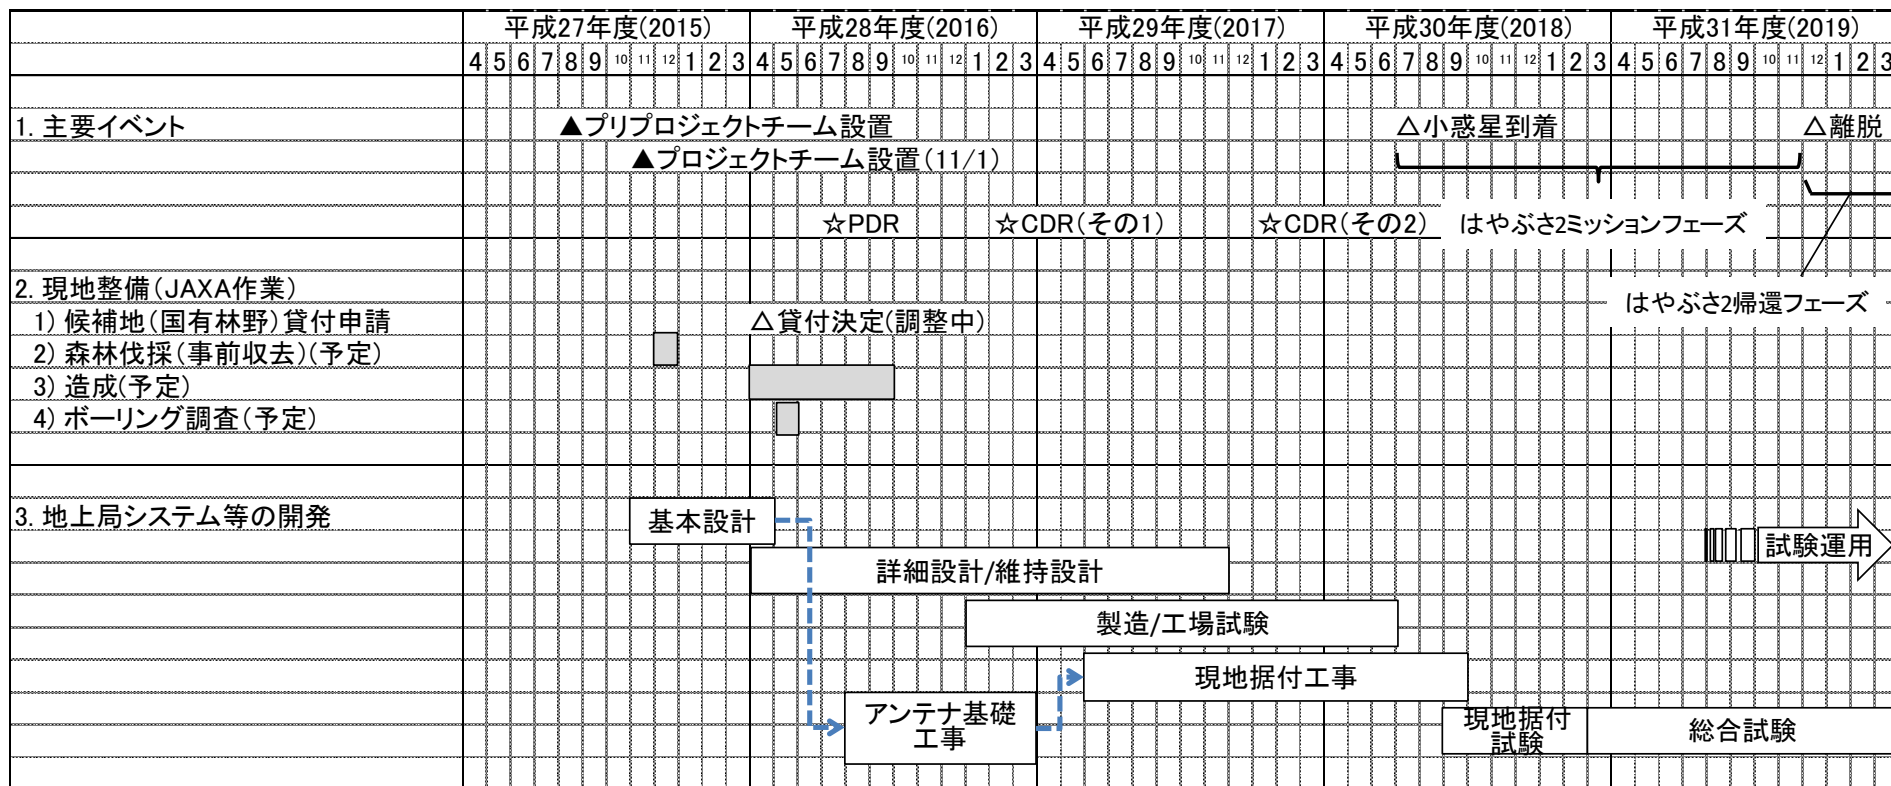 平成27年度(2015) 平成28年度(2016) 平成29年度(2017) 平成30年度(2018) 平成31年度(2019)
4 5 6 7 8 9 10 11 12 1 2 3 4 5 6 7 8 9 10 11 12 1 2 3 4 5 6 7 8 9 10 11 12 1 2 3 4 5 6 7 8 9 10 11 12 1 2 3 4 5 6 7 8 9 10 11 12 1 2 3
1. 主要イベント ▲プリプロジェクトチーム設置 △小惑星到着 △離脱
▲プロジェクトチーム設置(11/1)
☆PDR ☆CDR(その1) ☆CDR(その2) はやぶさ2ミッションフェーズ
2. 現地整備(JAXA作業)
はやぶさ2帰還フェーズ
1) 候補地(国有林野)貸付申請 △貸付決定(調整中)
2) 森林伐採(事前収去)(予定)
3) 造成(予定)
4) ボーリング調査(予定)
3. 地上局システム等の開発 基本設計
試験運用
詳細設計/維持設計
製造/工場試験
現地据付工事
アンテナ基礎
工事
現地据付
試験
総合試験